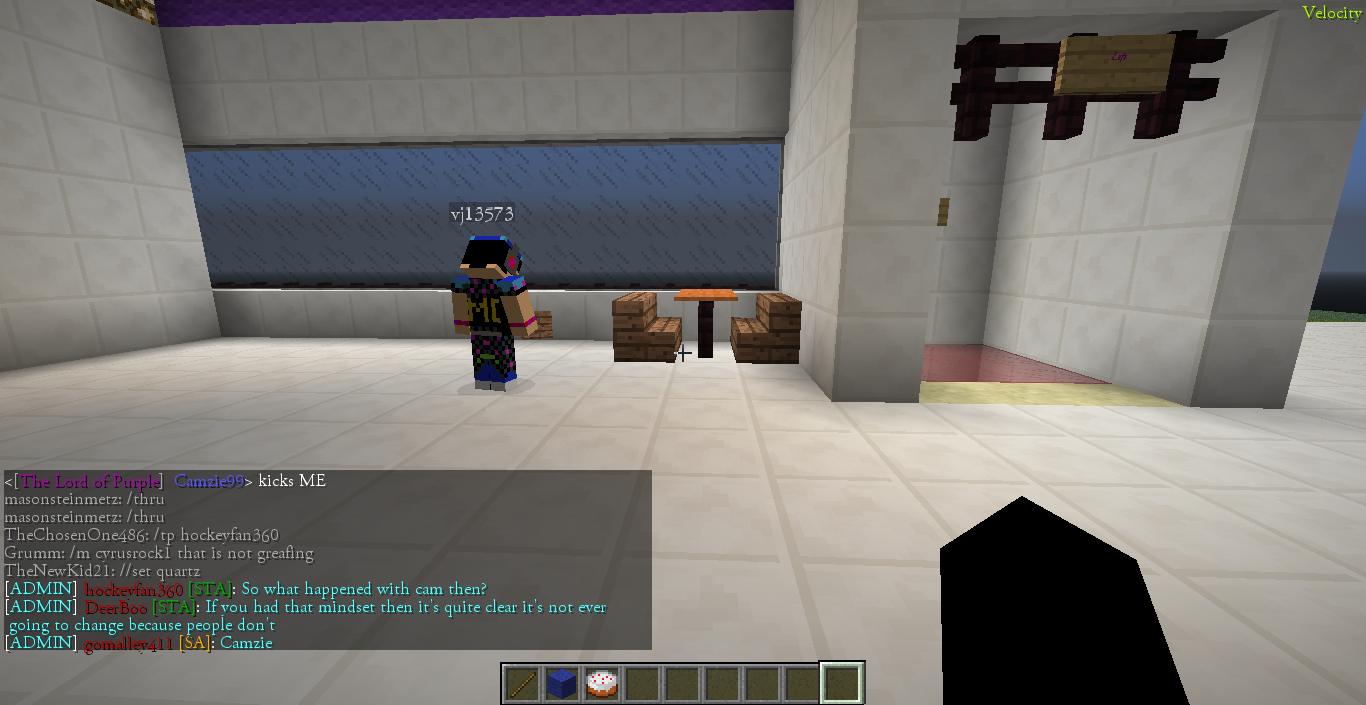 Velocity
Lift
vj13573
<[The Lord of Purple] Camzie99> kicks ME
masonsteinmetz: /thru
masonsteinmetz: /thru
TheChosenOne486: /tp hockeyfan360
Grumm: /m cyrusrock1 that is not greafing
TheNewKid21: //set quartz
[ADMIN] hockeyfan360 [STA]: So what happened with cam then?
[ADMIN] DeerBoo [STA]: If you had that mindset then it's quite clear it's not ever
going to change because people don't
[ADMIN] gomalley411 [SA]: Camzie